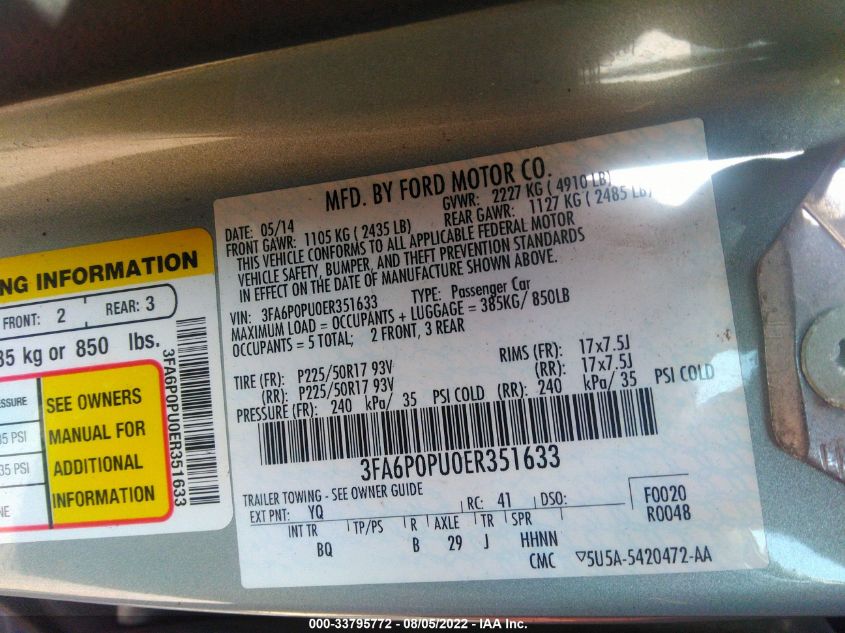 NG INFORMATION
FRONT: 2 REAR: 3
35 kg or 850 lbs.
ESSURE
35 PSI
35 PSI
NE
SEE OWNERS
MANUAL FOR
ADDITIONAL
INFORMATION
3FA6P0PU0ER351633
MFD. BY FORD MOTOR CO.
DATE: 05/14 GVWR: 2227 KG ( 4910 LB)
FRONT GAWR: 1105 KG ( 2435 LB) REAR GAWR: 1127 KG ( 2485 LB)
THIS VEHICLE CONFORMS TO ALL APPLICABLE FEDERAL MOTOR
VEHICLE SAFETY, BUMPER, AND THEFT PREVENTION STANDARDS
IN EFFECT ON THE DATE OF MANUFACTURE SHOWN ABOVE.
VIN: 3FA6P0PU0ER351633 TYPE: Passenger Car
MAXIMUM LOAD = OCCUPANTS + LUGGAGE = 385KG/ 850LB
OCCUPANTS = 5 TOTAL; 2 FRONT, 3 REAR
TIRE (FR): P225/50R17 93V RIMS (FR): 17x7.5J
(RR): P225/50R17 93V (RR): 17x7.5J
PRESSURE (FR): 240 kPa/ 35 PSI COLD (RR): 240 kPa/ 35 PSI COLD
3FA6P0PU0ER351633
TRAILER TOWING - SEE OWNER GUIDE
EXT PNT: YQ RC: 41 DSO: F0020
R0048
INT TR TP/PS R AXLE TR SPR
BQ B 29 J HHNN
CMC ▽5U5A-5420472-AA
000-33795772 - 08/05/2022 - IAA Inc.